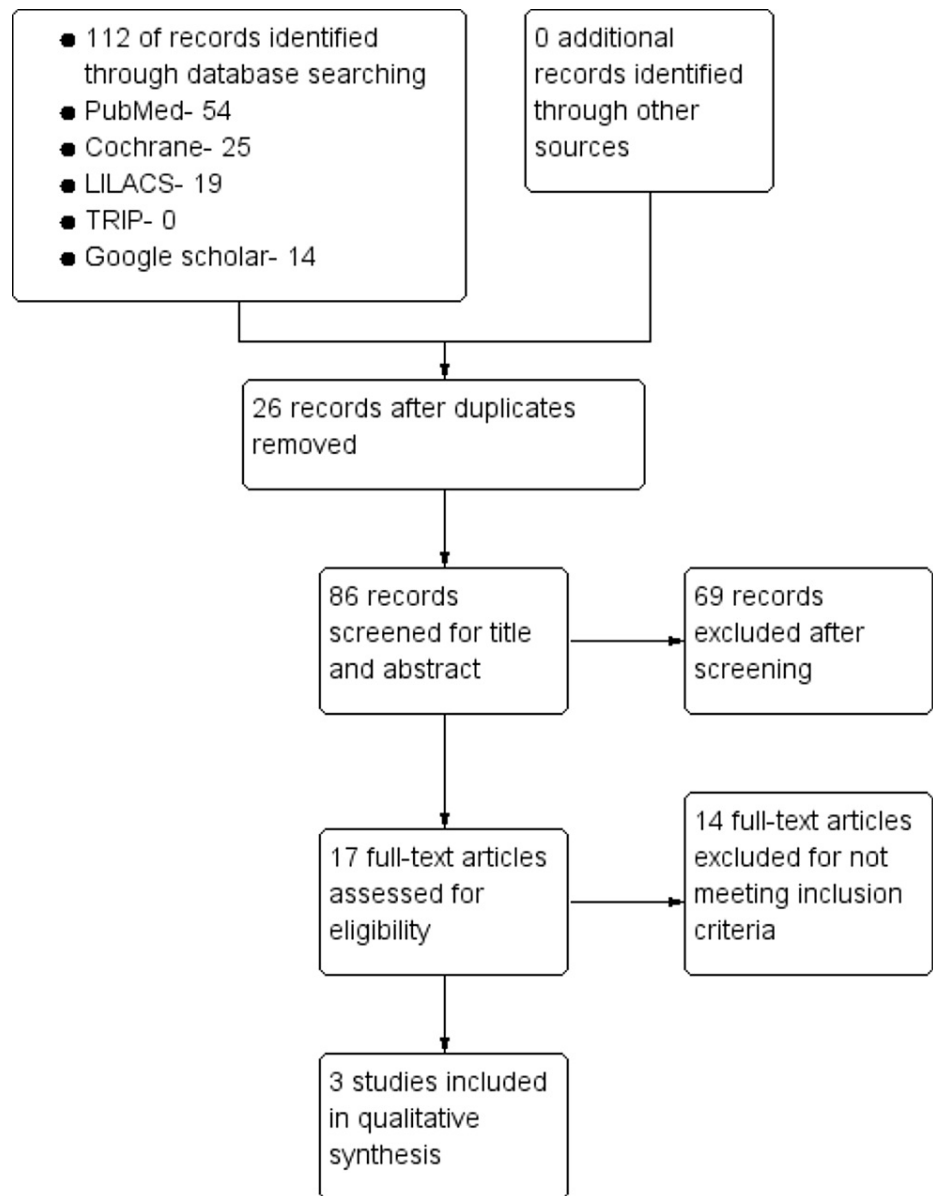 ● 112 of records identified
through database searching
● PubMed- 54
● Cochrane- 25
● LILACS- 19
● TRIP- 0
● Google scholar- 14
0 additional
records identified
through other
sources
26 records after duplicates
removed
86 records
screened for title
and abstract
69 records
excluded after
screening
17 full-text articles
assessed for
eligibility
14 full-text articles
excluded for not
meeting inclusion
criteria
3 studies included
in qualitative
synthesis